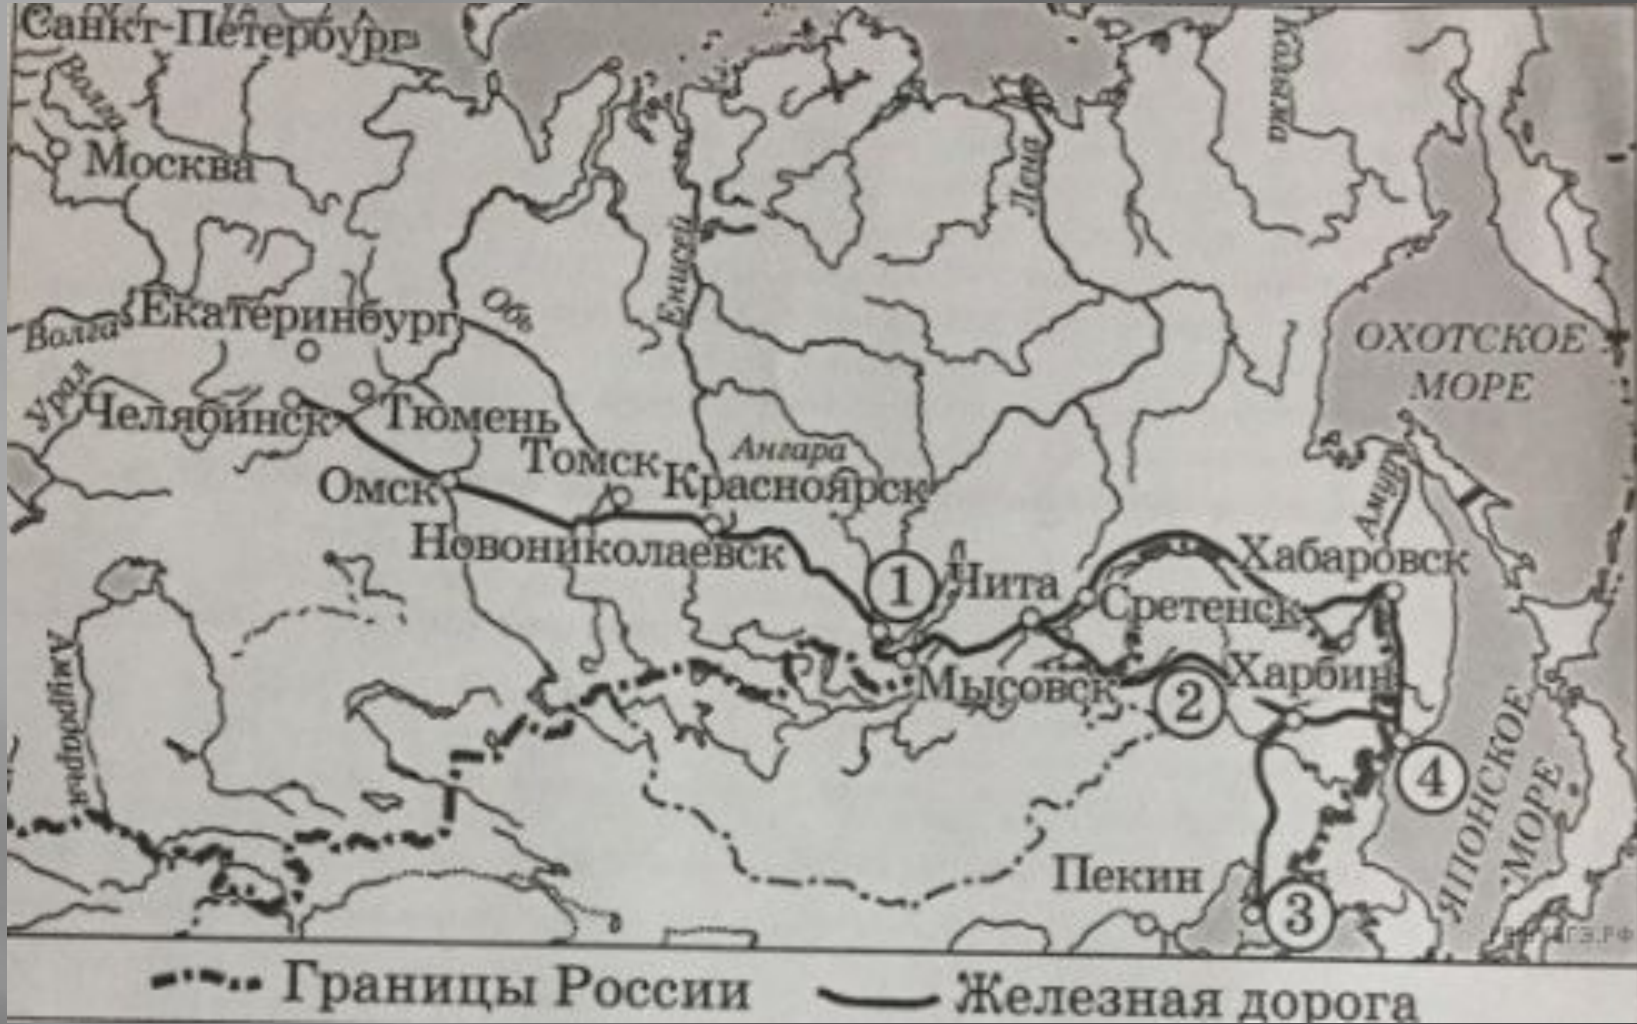 Санкт-Петербург
Волга
Колыма
Москва
Лена
Енисей
Обь
Екатеринбург
Волга
ОХОТСКОЕ
МОРЕ
Урал
Челябинск
Тюмень
Томск
Ангара
Красноярск
Омск
Амур
Новониколаевск
Хабаровск
1
Чита
Сретенск
Амударья
Мысовск
2
Харбин
4
ЯПОНСКОЕ
МОРЕ
Пекин
3
Границы России
Железная дорога